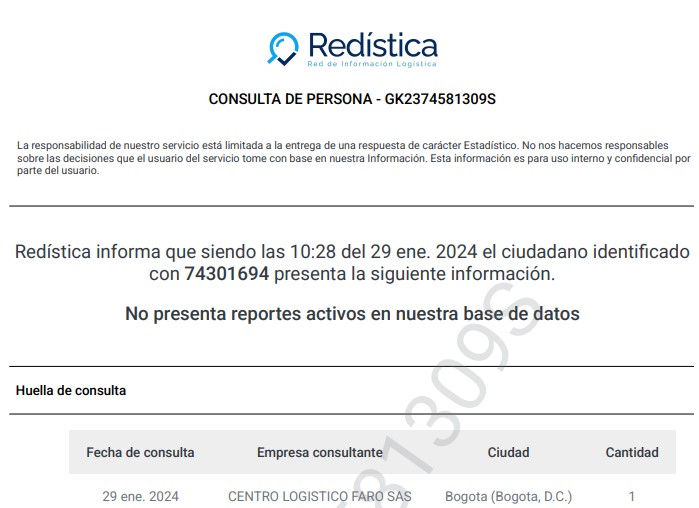 Redística
Red de Información Logística
CONSULTA DE PERSONA - GK2374581309S
La responsabilidad de nuestro servicio está limitada a la entrega de una respuesta de carácter Estadístico. No nos hacemos responsables
sobre las decisiones que el usuario del servicio tome con base en nuestra Información. Esta información es para uso interno y confidencial por
parte del usuario.
Redística informa que siendo las 10:28 del 29 ene. 2024 el ciudadano identificado
con 74301694 presenta la siguiente información.
No presenta reportes activos en nuestra base de datos
Huella de consulta
Fecha de consulta Empresa consultante Ciudad Cantidad
29 ene. 2024 CENTRO LOGISTICO FARO SAS Bogota (Bogota, D.C.) 1
81309S